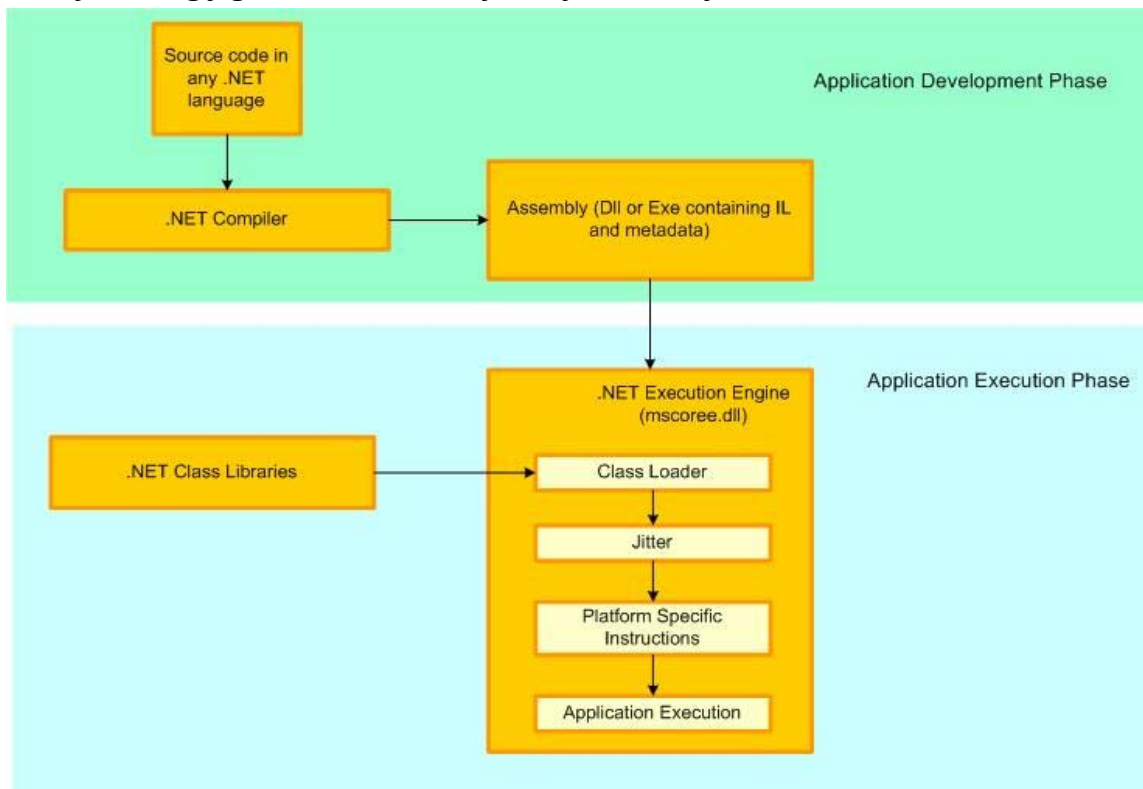 Source code in
any .NET
language
Application Development Phase
.NET Compiler
Assembly (Dll or Exe containing IL
and metadata)
Application Execution Phase
.NET Execution Engine
(mscoree.dll)
.NET Class Libraries
Class Loader
Jitter
Platform Specific
Instructions
Application Execution